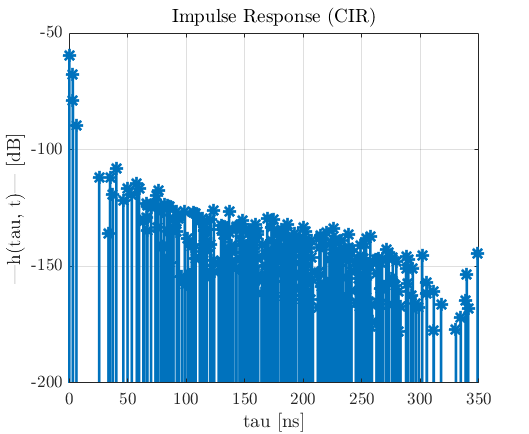 Impulse Response (CIR)
-50
-100
-150
-200
—h(tau, t)— [dB]
0 50 100 150 200 250 300 350
tau [ns]